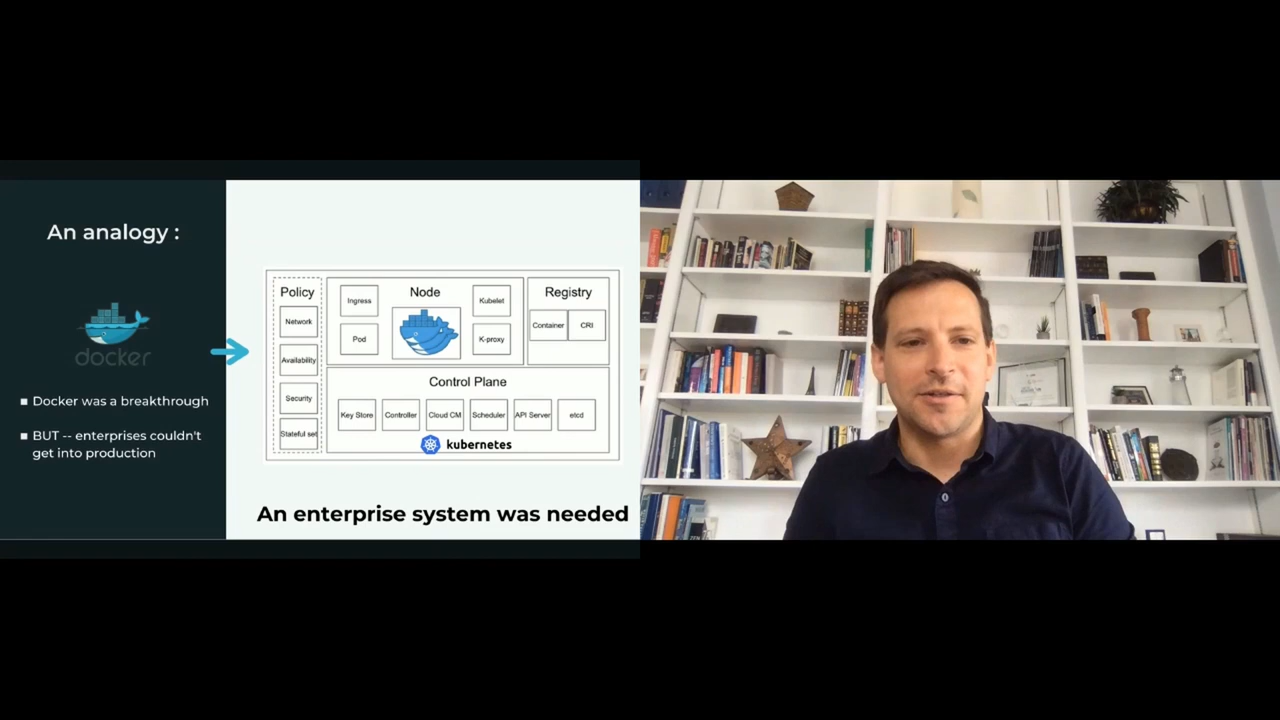 An analogy :
docker
■ Docker was a breakthrough
■ BUT -- enterprises couldn't
get into production
Policy
Network
Availability
Security
Stateful set
Node
Ingress
Kubelet
Pod
K-proxy
Registry
Container
CRI
Control Plane
Key Store
Controller
Cloud CM
Scheduler
API Server
etcd
kubernetes
An enterprise system was needed